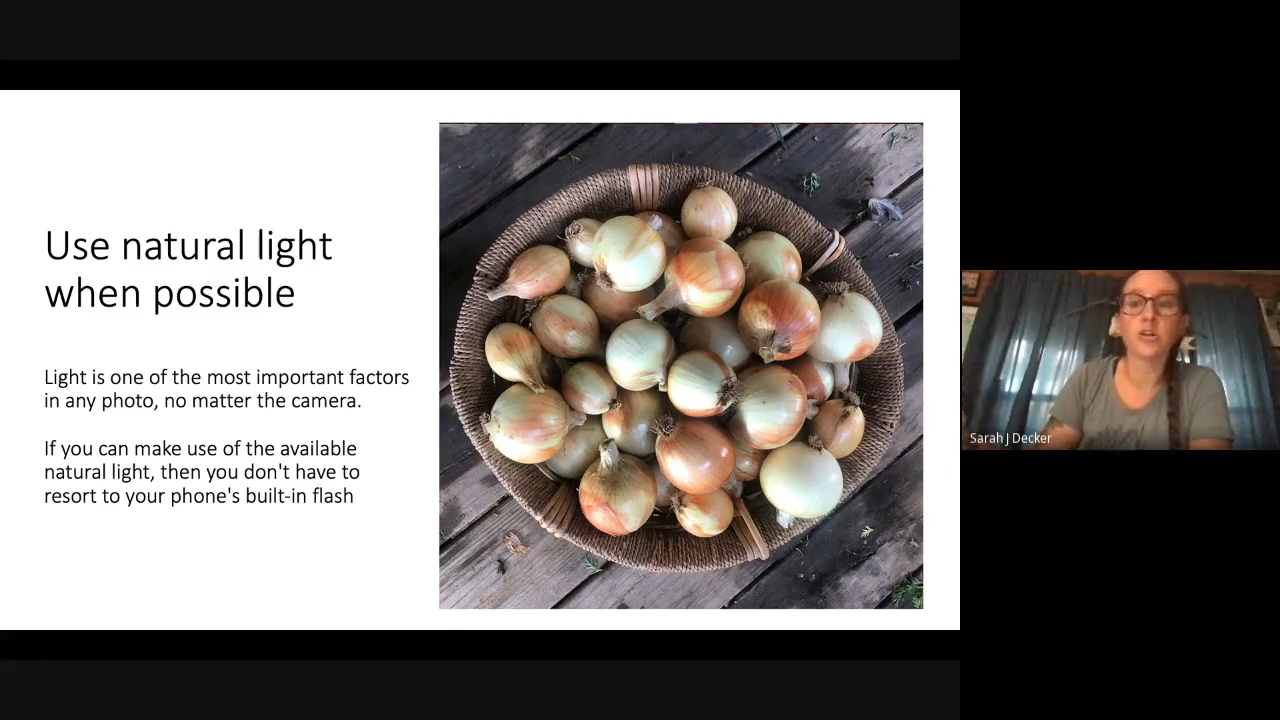 Use natural light
when possible
Light is one of the most important factors
in any photo, no matter the camera.
If you can make use of the available
natural light, then you don't have to
resort to your phone's built-in flash
Sarah J Decker